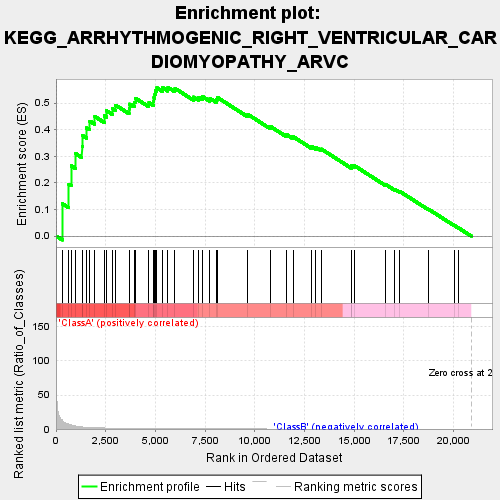 Enrichment plot:
KEGG_ARRHYTHMOGENIC_RIGHT_VENTRICULAR_CAR
DIOMYOPATHY_ARVC
Enrichment score (ES)
0.5
0.4
0.3
0.2
0.1
0.0
'ClassA' (positively correlated)
Ranked list metric (Ratio_of_Classes)
150
100
50
0
Zero cross at 2
'ClassB' (negatively correlated)
0
2,500
5,000
7,500
10,000
12,500
15,000
17,500
20,000
Rank in Ordered Dataset
Enrichment profile
Hits
Ranking metric scores